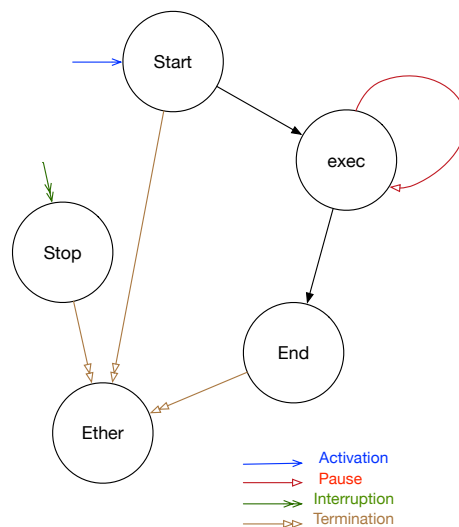 Start
exec
Stop
End
Ether
Activation
Pause
Interruption
Termination